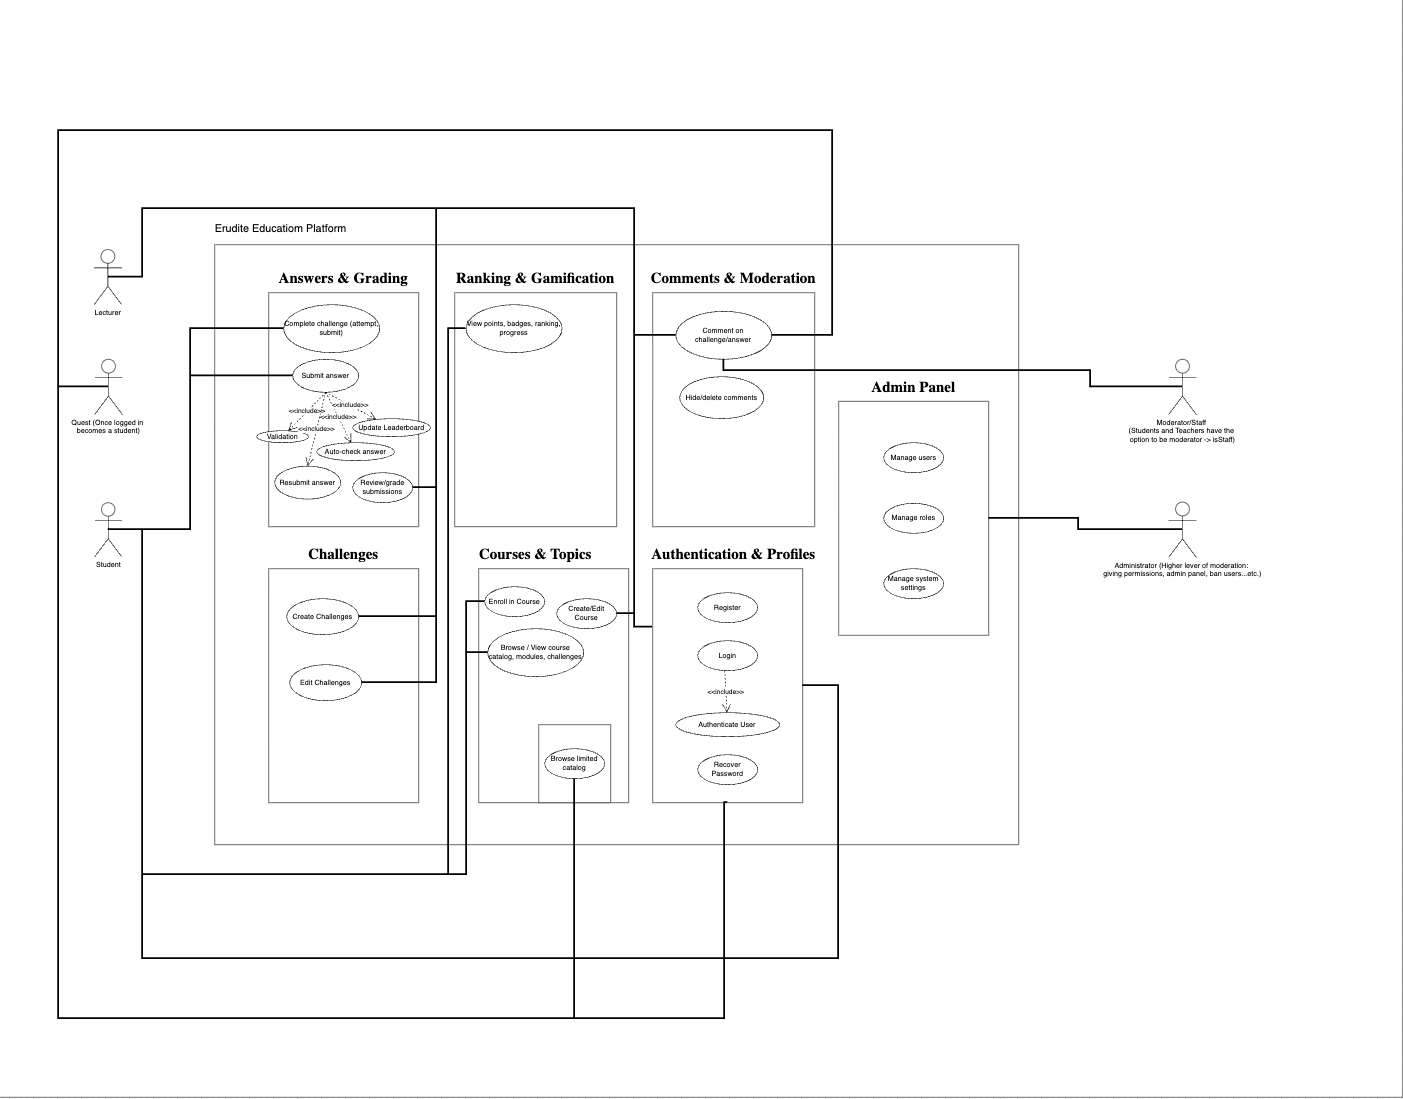 Erudite Educatiom Platform
Lecturer
Quest (Once logged in
becomes a student)
Student
Answers & Grading
Complete challenge (attempt,
submit)
Submit answer
<<include>>
<<include>>
<<include>>
<<include>>
Validation
Update Leaderboard
Auto-check answer
Resubmit answer
Review/grade
submissions
Ranking & Gamification
View points, badges, ranking,
progress
Comments & Moderation
Comment on
challenge/answer
Hide/delete comments
Admin Panel
Manage users
Manage roles
Manage system
settings
Moderator/Staff
(Students and Teachers have the
option to be moderator -> isStaff)
Administrator (Higher lever of moderation:
giving permissions, admin panel, ban users...etc.)
Challenges
Create Challenges
Edit Challenges
Courses & Topics
Enroll in Course
Create/Edit
Course
Browse / View course
catalog, modules, challenges
Browse limited
catalog
Authentication & Profiles
Register
Login
<<include>>
Authenticate User
Recover
Password